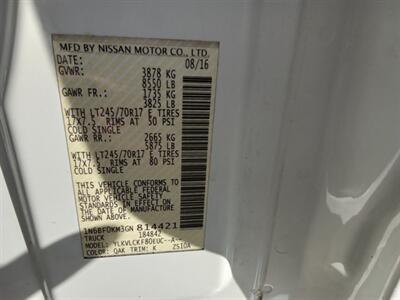 MFD BY NISSAN MOTOR CO., LTD.
DATE: 08/16
GVWR: 3878 KG
8550 LB
GAWR FR.: 1735 KG
3825 LB
WITH LT245/70R17 E TIRES
17X7.5 RIMS AT 50 PSI
COLD SINGLE
GAWR RR.: 2665 KG
5875 LB
WITH LT245/70R17 E TIRES
17X7.5 RIMS AT 80 PSI
COLD SINGLE
THIS VEHICLE CONFORMS TO
ALL APPLICABLE FEDERAL
MOTOR VEHICLE SAFETY
STANDARDS IN EFFECT ON
THE DATE OF MANUFACTURE
SHOWN ABOVE
1N6BF0KM3GN 814421
TRUCK 184842
MODEL:
COLOR: QAK TRIM: K